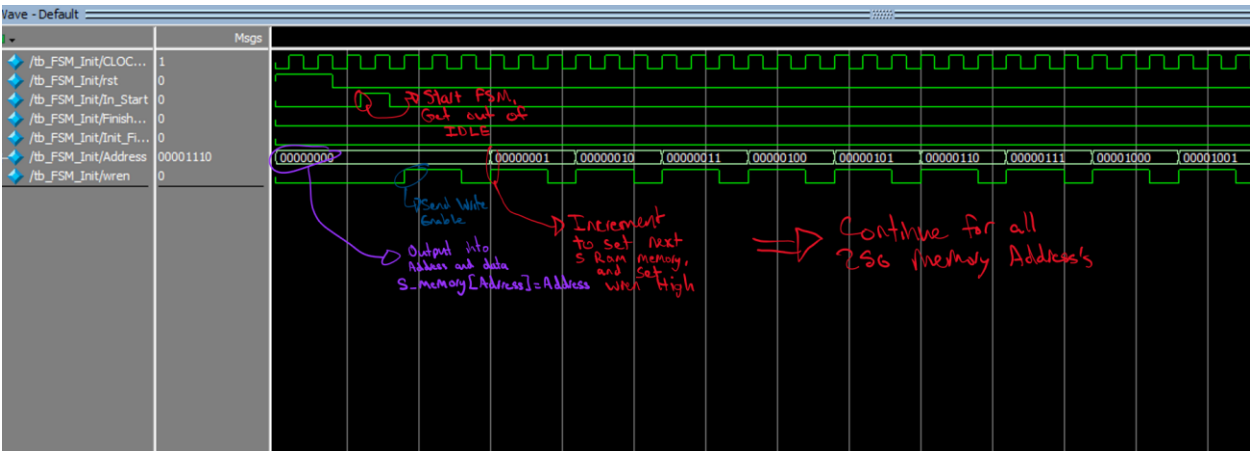 Wave - Default
Msgs
/tb_FSM_Init/CLOC... 1
/tb_FSM_Init/rst 0
/tb_FSM_Init/In_Start 0
/tb_FSM_Init/Finish... 0
/tb_FSM_Init/Init_Fi... 0
/tb_FSM_Init/Address 00001110
/tb_FSM_Init/wren 0
00000000 00000001 00000010 00000011 00000100 00000101 00000110 00000111 00001000 00001001
Start FSM,
Get out of
IDLE
Send Write
Enable
Output into
Address and data
S_memory[Address]=Address
Increment
to set next
S Ram memory,
and set
wren High
Continue for all
256 memory Address's